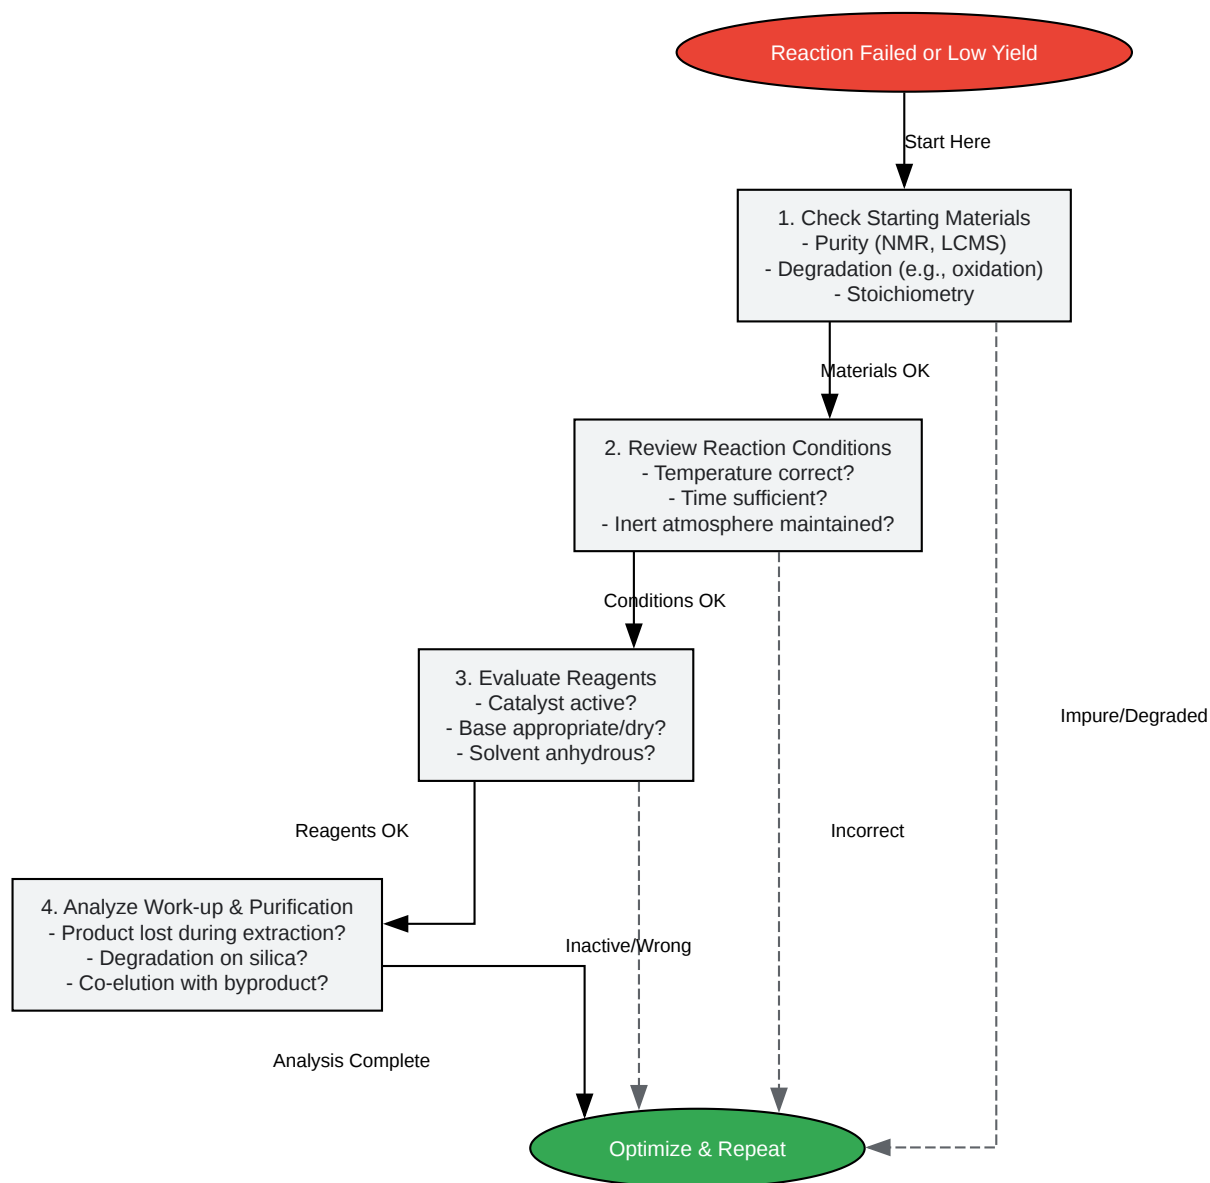 Reaction Failed or Low Yield
Start Here
1. Check Starting Materials
- Purity (NMR, LCMS)
- Degradation (e.g., oxidation)
- Stoichiometry
Materials OK
2. Review Reaction Conditions
- Temperature correct?
- Time sufficient?
- Inert atmosphere maintained?
Conditions OK
3. Evaluate Reagents
- Catalyst active?
- Base appropriate/dry?
- Solvent anhydrous?
Impure/Degraded
Reagents OK
Incorrect
4. Analyze Work-up & Purification
- Product lost during extraction?
- Degradation on silica?
- Co-elution with byproduct?
Inactive/Wrong
Analysis Complete
Optimize & Repeat